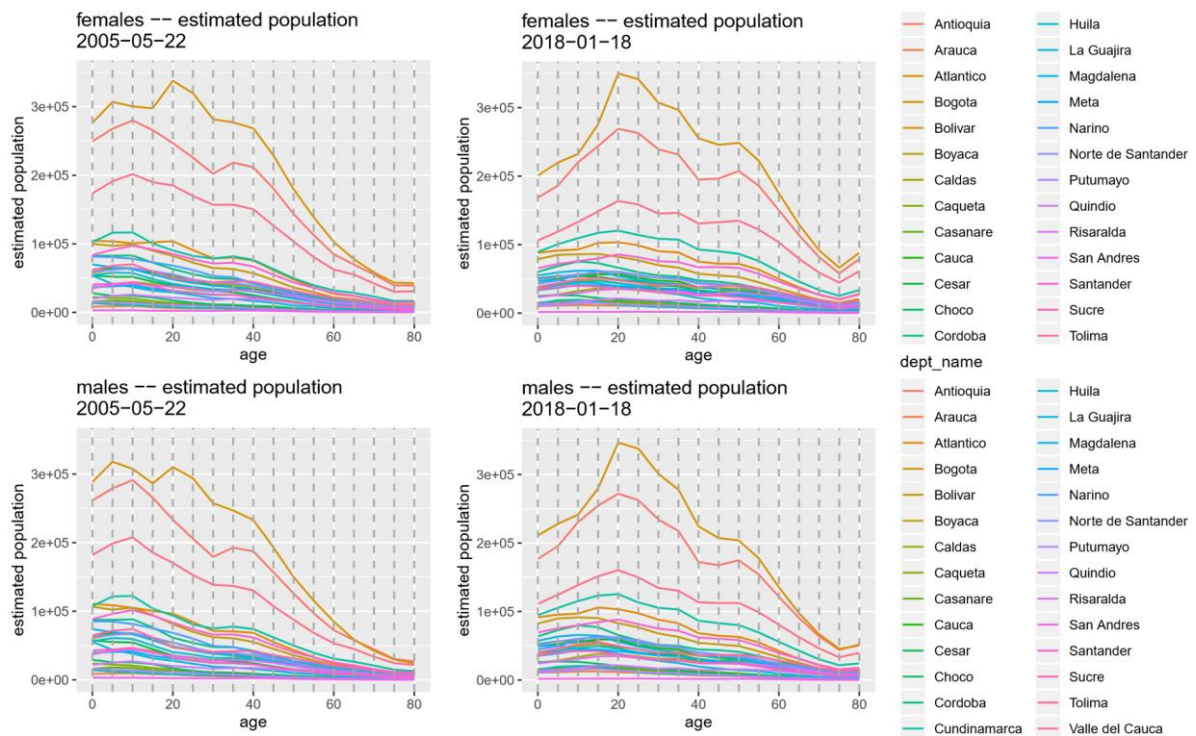 females −− estimated population
2005−05−22
3e+05
2e+05
1e+05
0e+00
estimated population
0 20 40 60 80
age
females −− estimated population
2018−01−18
3e+05
2e+05
1e+05
0e+00
estimated population
0 20 40 60 80
age
Antioquia
Arauca
Atlantico
Bogota
Bolivar
Boyaca
Caldas
Caqueta
Casanare
Cauca
Cesar
Choco
Cordoba
Huila
La Guajira
Magdalena
Meta
Narino
Norte de Santander
Putumayo
Quindio
Risaralda
San Andres
Santander
Sucre
Tolima
males −− estimated population
2005−05−22
3e+05
2e+05
1e+05
0e+00
estimated population
0 20 40 60 80
age
males −− estimated population
2018−01−18
3e+05
2e+05
1e+05
0e+00
estimated population
0 20 40 60 80
age
dept_name
Antioquia
Arauca
Atlantico
Bogota
Bolivar
Boyaca
Caldas
Caqueta
Casanare
Cauca
Cesar
Choco
Cordoba
Cundinamarca
Huila
La Guajira
Magdalena
Meta
Narino
Norte de Santander
Putumayo
Quindio
Risaralda
San Andres
Santander
Sucre
Tolima
Valle del Cauca